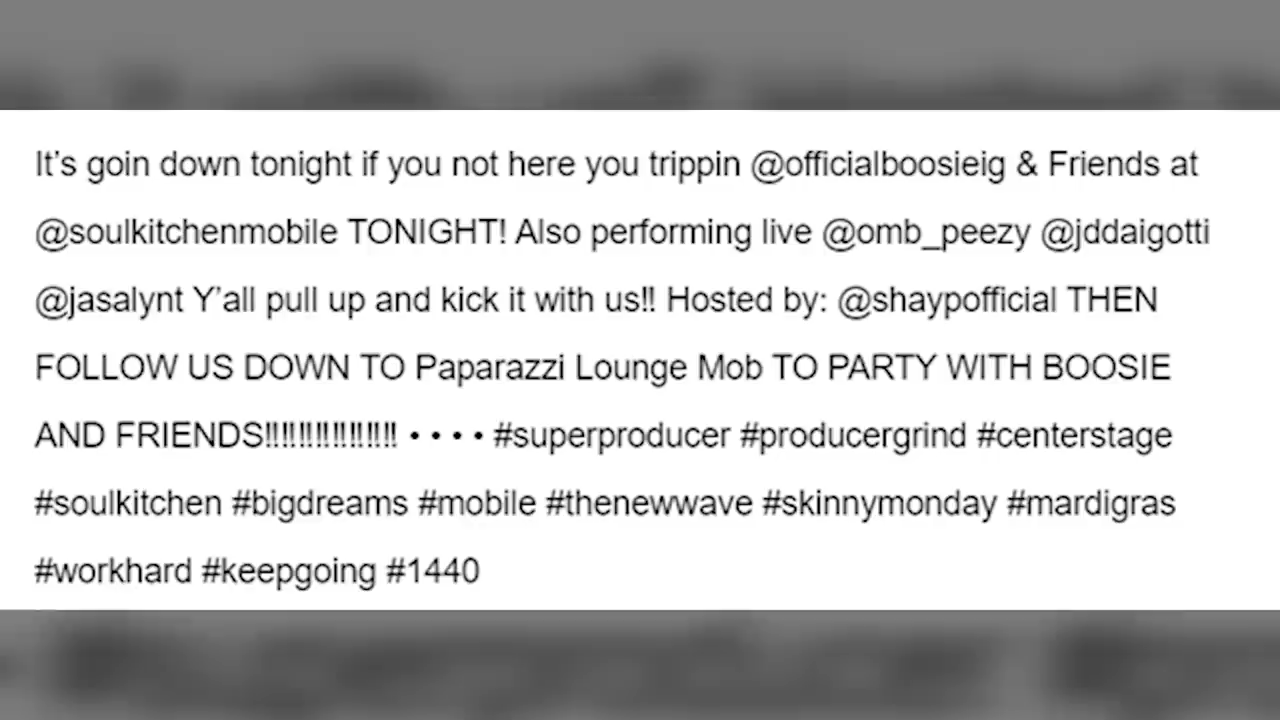 It’s goin down tonight if you not here you trippin @officialboosieig & Friends at
@soulkitchenmobile TONIGHT! Also performing live @omb_peezy @jddaigotti
@jasalynt Y’all pull up and kick it with us‼ Hosted by: @shaypofficial THEN
FOLLOW US DOWN TO Paparazzi Lounge Mob TO PARTY WITH BOOSIE
AND FRIENDS‼‼‼‼‼‼‼‼ • • • • #superproducer #producergrind #centerstage
#soulkitchen #bigdreams #mobile #thenewwave #skinnymonday #mardigras
#workhard #keepgoing #1440